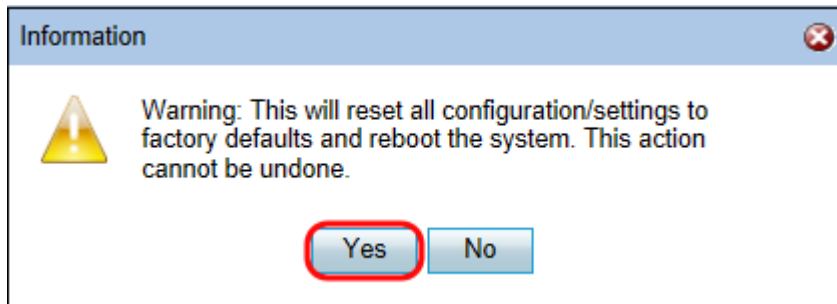 Information
Warning: This will reset all configuration/settings to
factory defaults and reboot the system. This action
cannot be undone.
Yes No